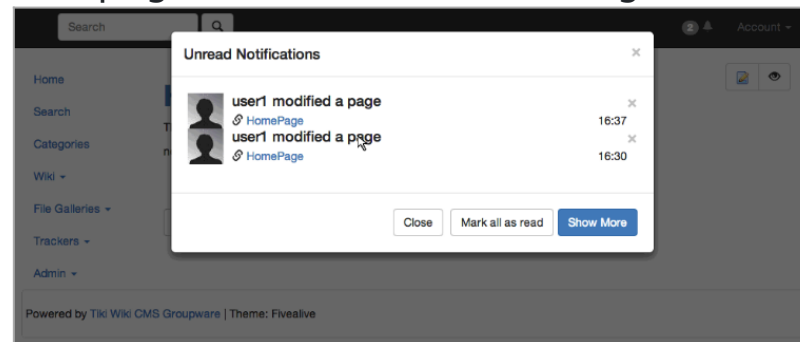 Search
2
Account
Unread Notifications
×
Home
user1 modified a page
×
HomePage
16:37
Search
user1 modified a page
×
HomePage
16:30
Categories
Wiki
File Galleries
Close
Mark all as read
Show More
Trackers
Admin
Powered by Tiki Wiki CMS Groupware | Theme: Fivealive